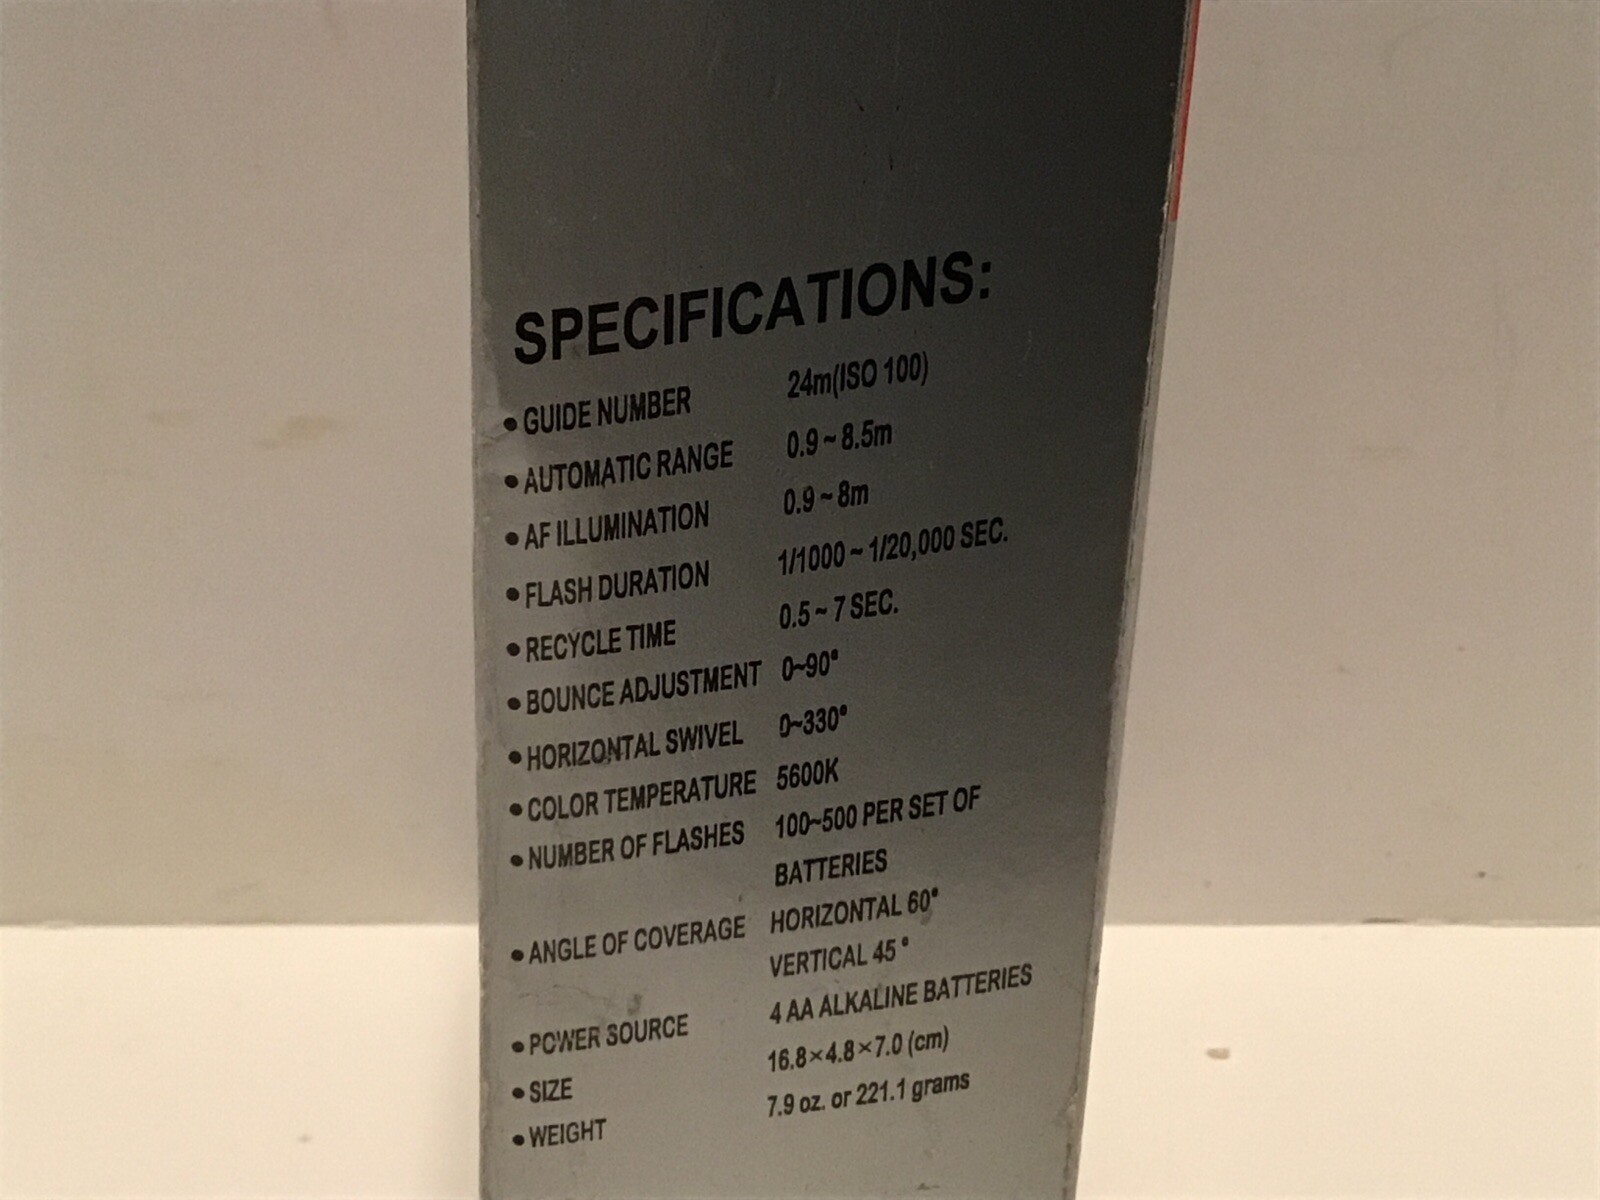 SPECIFICATIONS:
• GUIDE NUMBER 24m(ISO 100)
• AUTOMATIC RANGE 0.9~8.5m
• AF ILLUMINATION 0.9~8m
• FLASH DURATION 1/1000~1/20,000 SEC.
• RECYCLE TIME 0.5~7 SEC.
• BOUNCE ADJUSTMENT 0~90°
• HORIZONTAL SWIVEL 0~330°
• COLOR TEMPERATURE 5600K
• NUMBER OF FLASHES 100~500 PER SET OF
BATTERIES
• ANGLE OF COVERAGE HORIZONTAL 60°
VERTICAL 45°
• POWER SOURCE 4 AA ALKALINE BATTERIES
• SIZE 16.8×4.8×7.0 (cm)
• WEIGHT 7.9 oz. or 221.1 grams